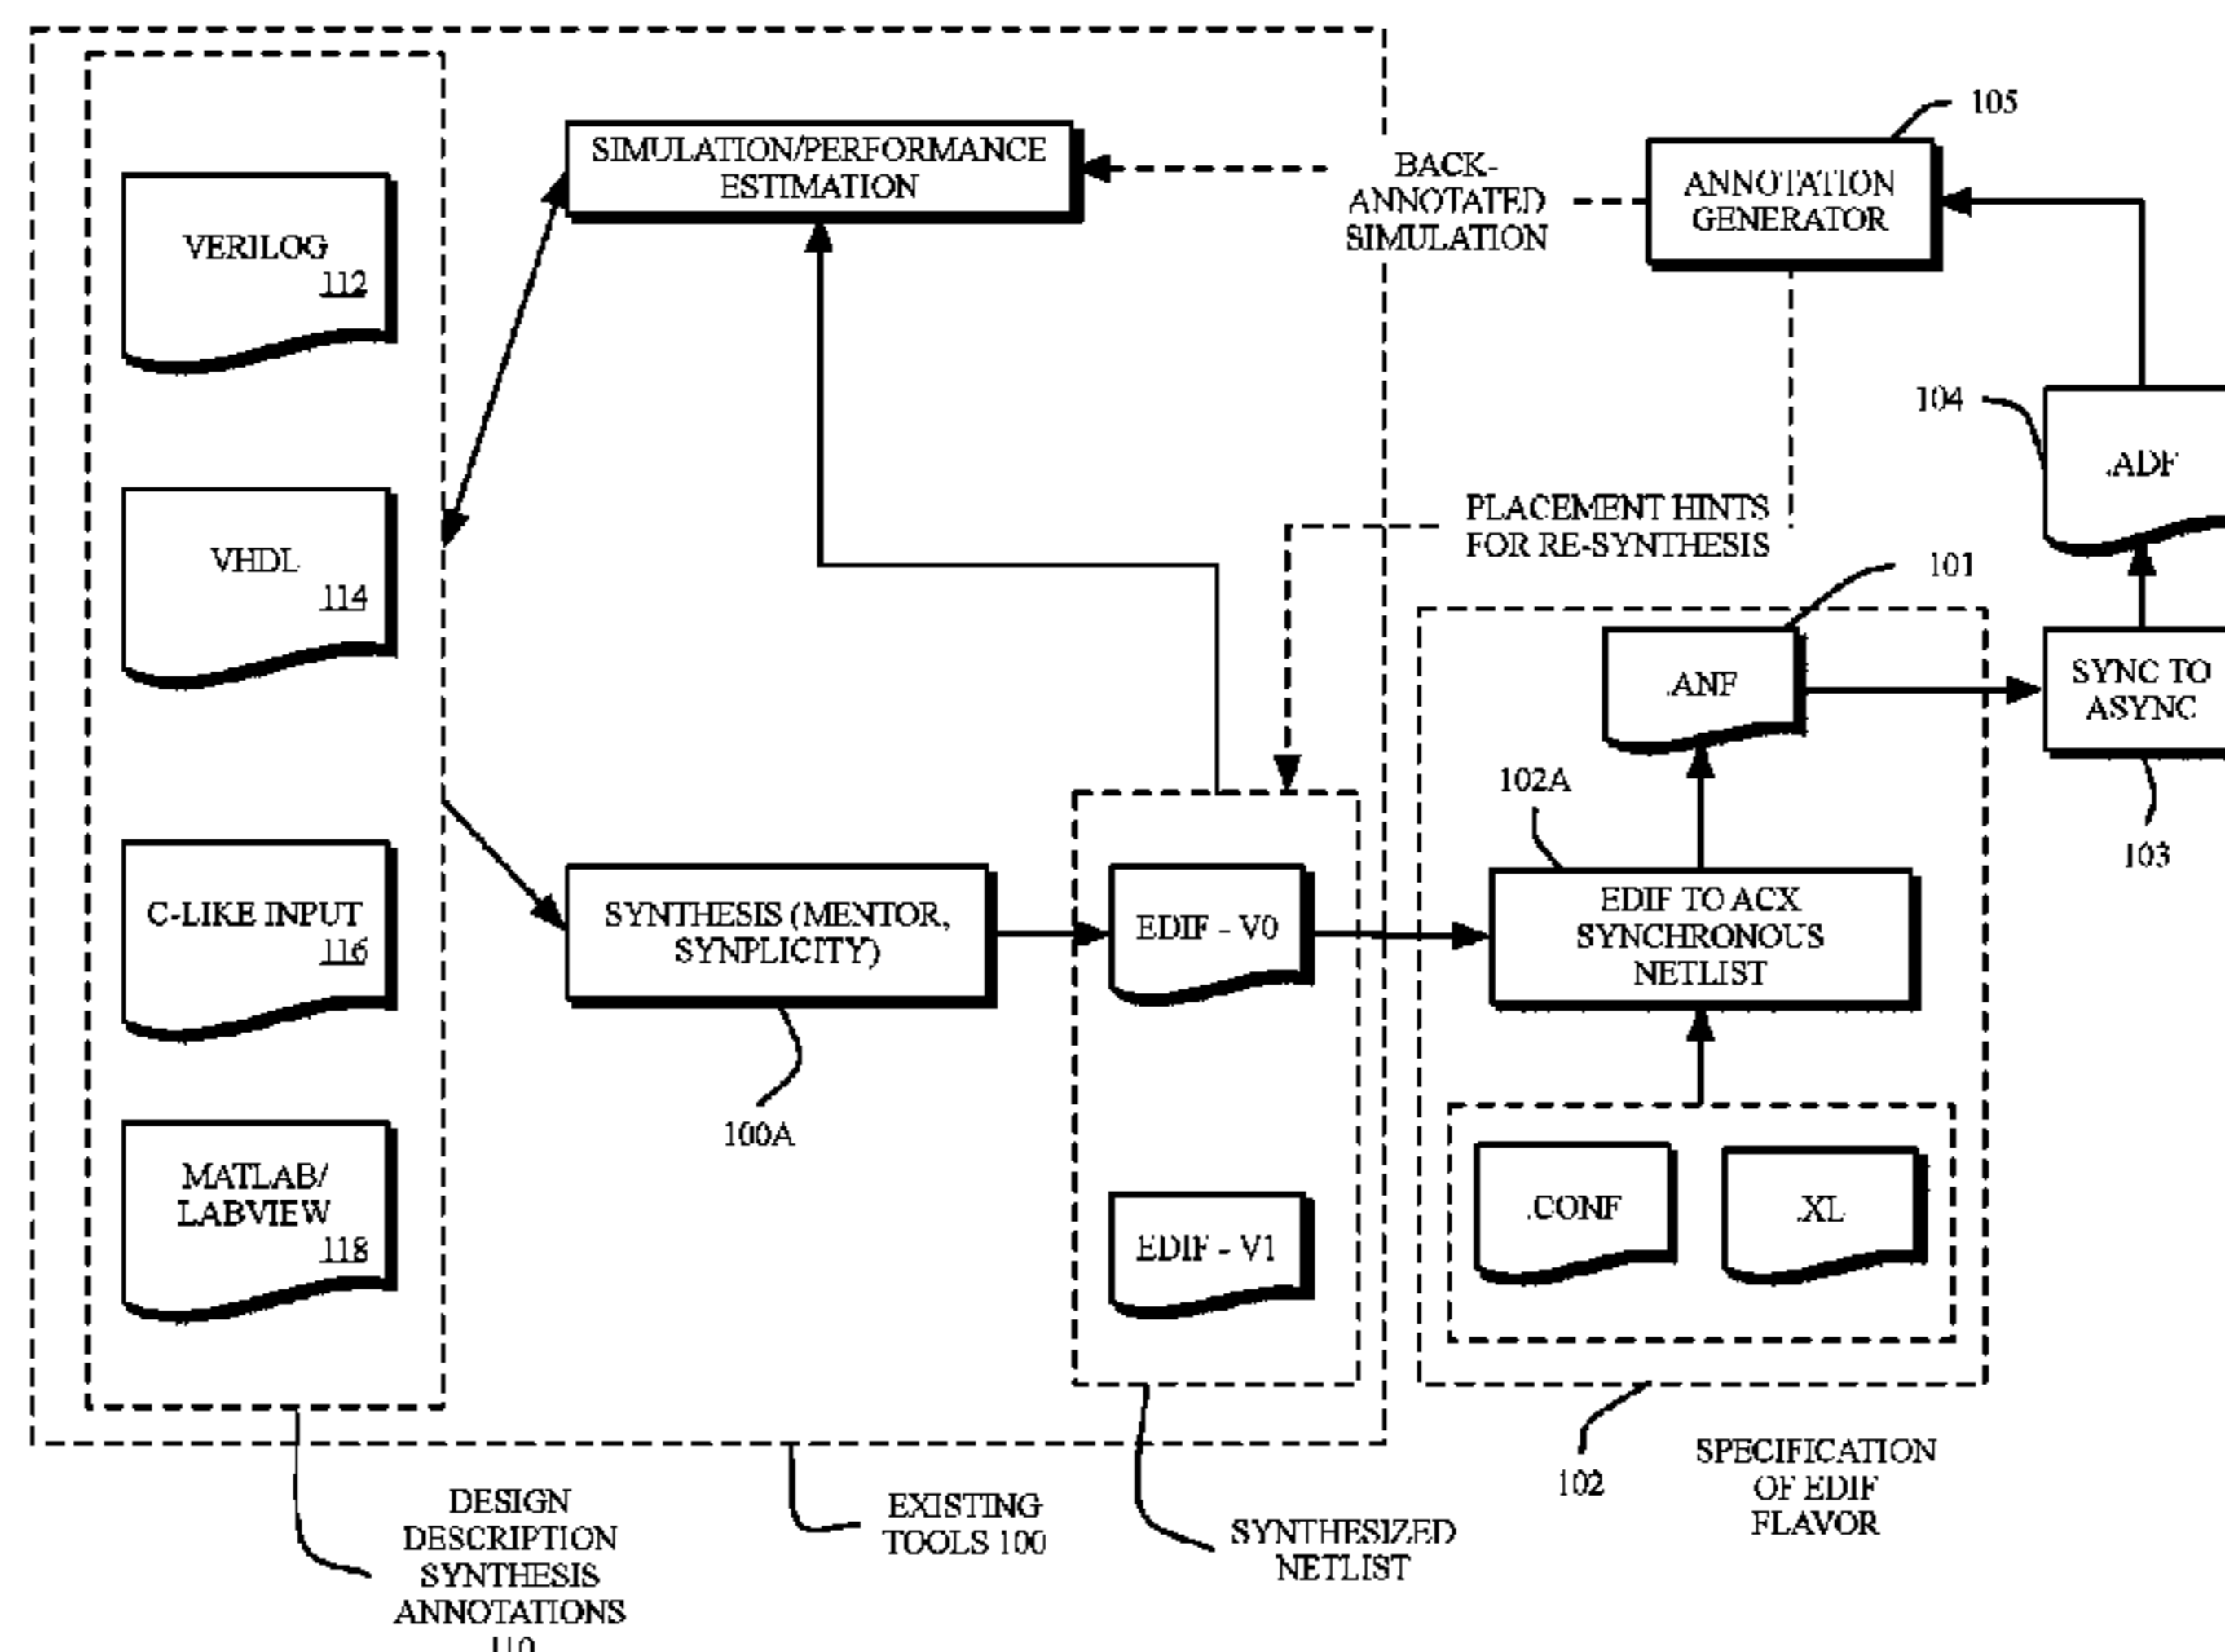 105
SIMULATION/PERFORMANCE
ESTIMATION
BACK-
ANNOTATED
SIMULATION
ANNOTATION
GENERATOR
VERILOG
112
104
.ADF
PLACEMENT HINTS
FOR RE-SYNTHESIS
VHDL
114
101
.ANF
SYNC TO
ASYNC
102A
103
C-LIKE INPUT
116
SYNTHESIS (MENTOR,
SYNPLICITY)
EDIF - V0
EDIF TO ACX
SYNCHRONOUS
NETLIST
100A
MATLAB/
LABVIEW
118
EDIF - V1
.CONF
.XL
DESIGN
DESCRIPTION
SYNTHESIS
ANNOTATIONS
110
EXISTING
TOOLS 100
SYNTHESIZED
NETLIST
102
SPECIFICATION
OF EDIF
FLAVOR